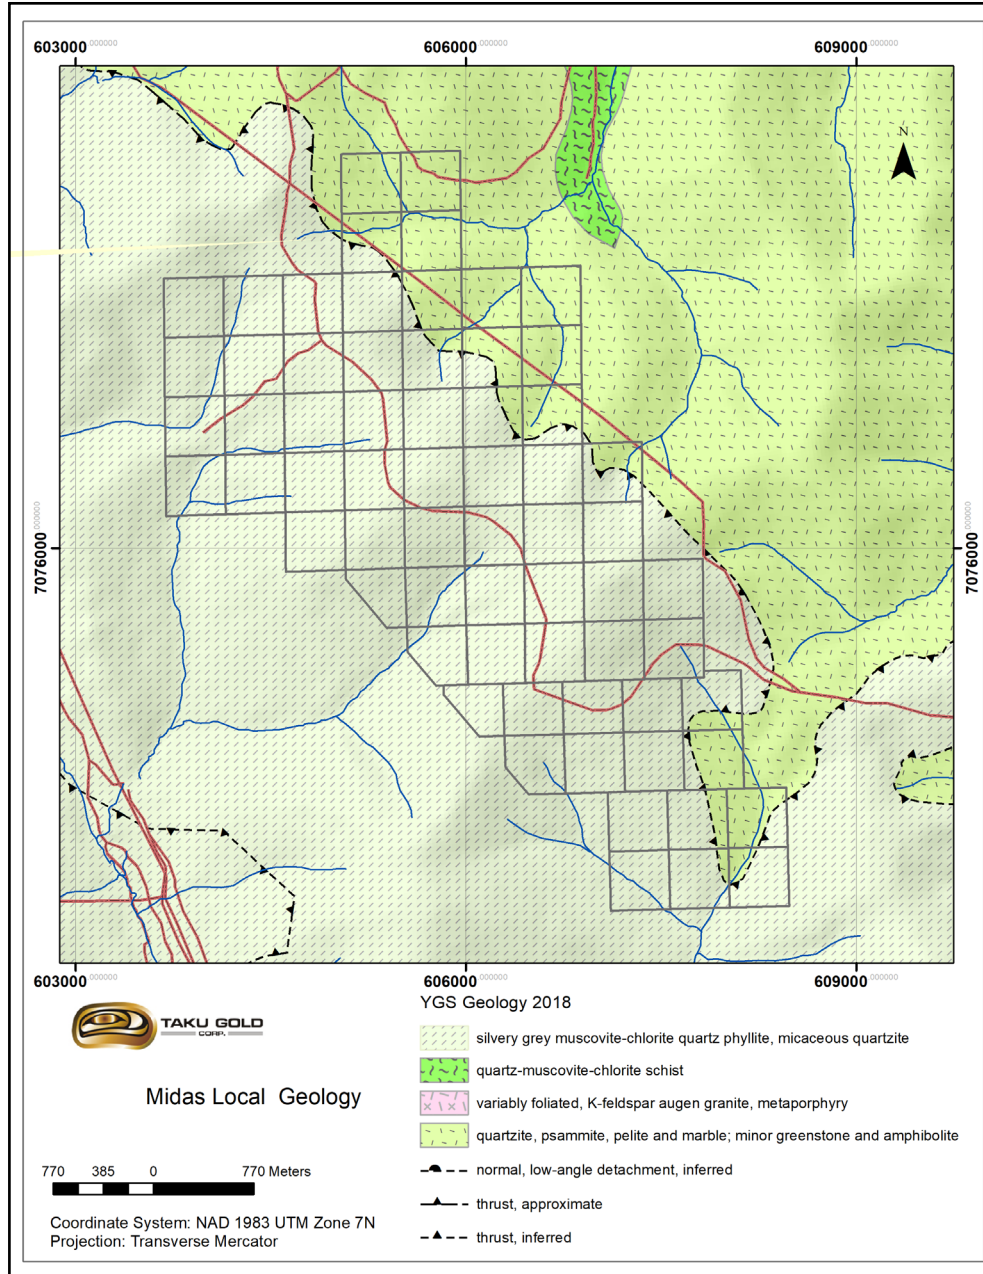 603000.000000 606000.000000 609000.000000
N
7076000.000000
7076000.000000
603000.000000 606000.000000 609000.000000
TAKU GOLD
CORP.
Midas Local Geology
770 385 0 770 Meters
Coordinate System: NAD 1983 UTM Zone 7N
Projection: Transverse Mercator
YGS Geology 2018
silvery grey muscovite-chlorite quartz phyllite, micaceous quartzite
quartz-muscovite-chlorite schist
variably foliated, K-feldspar augen granite, metaporphyry
quartzite, psammite, pelite and marble; minor greenstone and amphibolite
normal, low-angle detachment, inferred
thrust, approximate
thrust, inferred